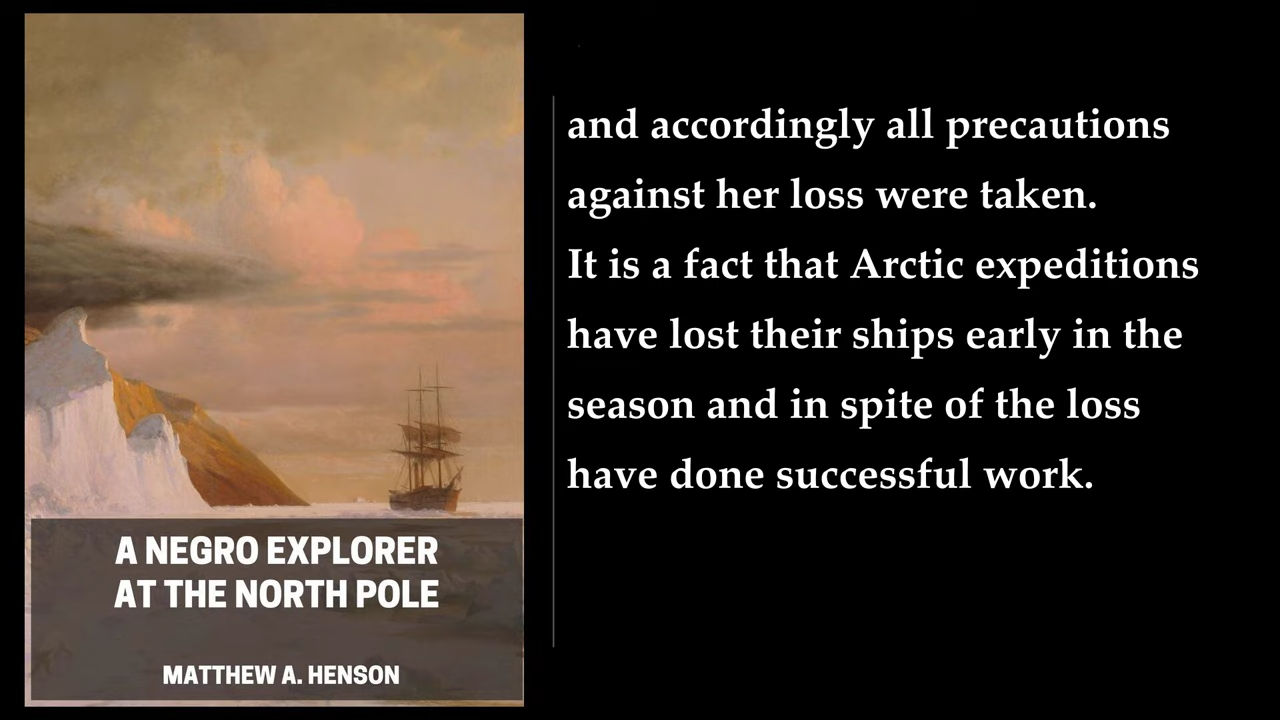 A NEGRO EXPLORER
AT THE NORTH POLE
MATTHEW A. HENSON
and accordingly all precautions
against her loss were taken.
It is a fact that Arctic expeditions
have lost their ships early in the
season and in spite of the loss
have done successful work.